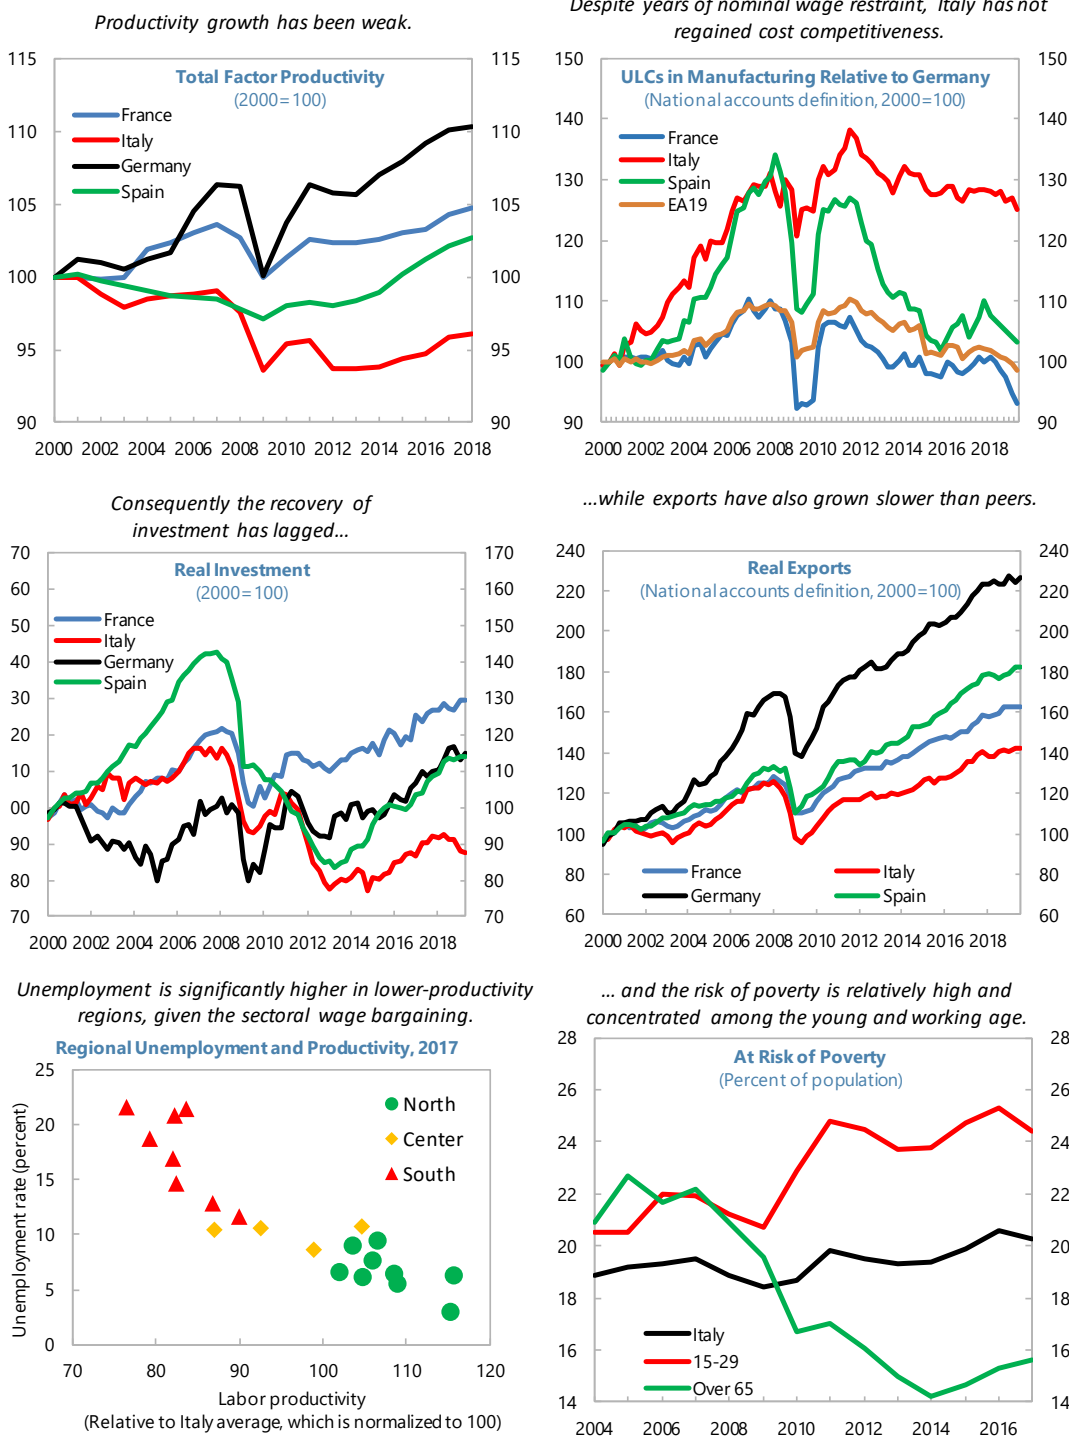 Productivity growth has been weak.
115
115
Total Factor Productivity
(2000=100)
France
Italy
Germany
Spain
110
110
105
105
100
100
95
95
90
90
2000 2002 2004 2006 2008 2010 2012 2014 2016 2018
Despite years of nominal wage restraint, Italy has not
regained cost competitiveness.
150
150
ULCs in Manufacturing Relative to Germany
(National accounts definition, 2000=100)
France
Italy
Spain
EA19
140
140
130
130
120
120
110
110
100
100
90
90
2000 2002 2004 2006 2008 2010 2012 2014 2016 2018
Consequently the recovery of
investment has lagged...
70
170
Real Investment
(2000=100)
France
Italy
Germany
Spain
60
160
50
150
40
140
30
130
20
120
10
110
00
100
90
90
80
80
70
70
2000 2002 2004 2006 2008 2010 2012 2014 2016 2018
...while exports have also grown slower than peers.
240
240
Real Exports
(National accounts definition, 2000=100)
220
220
200
200
180
180
160
160
140
140
120
120
100
100
80
80
60
60
France
Italy
Germany
Spain
2000 2002 2004 2006 2008 2010 2012 2014 2016 2018
Unemployment is significantly higher in lower-productivity
regions, given the sectoral wage bargaining.
Regional Unemployment and Productivity, 2017
Unemployment rate (percent)
25
20
15
10
5
0
North
Center
South
70 80 90 100 110 120
Labor productivity
(Relative to Italy average, which is normalized to 100)
... and the risk of poverty is relatively high and
concentrated among the young and working age.
28
28
At Risk of Poverty
(Percent of population)
26
26
24
24
22
22
20
20
18
18
16
16
14
14
Italy
15-29
Over 65
2004 2006 2008 2010 2012 2014 2016